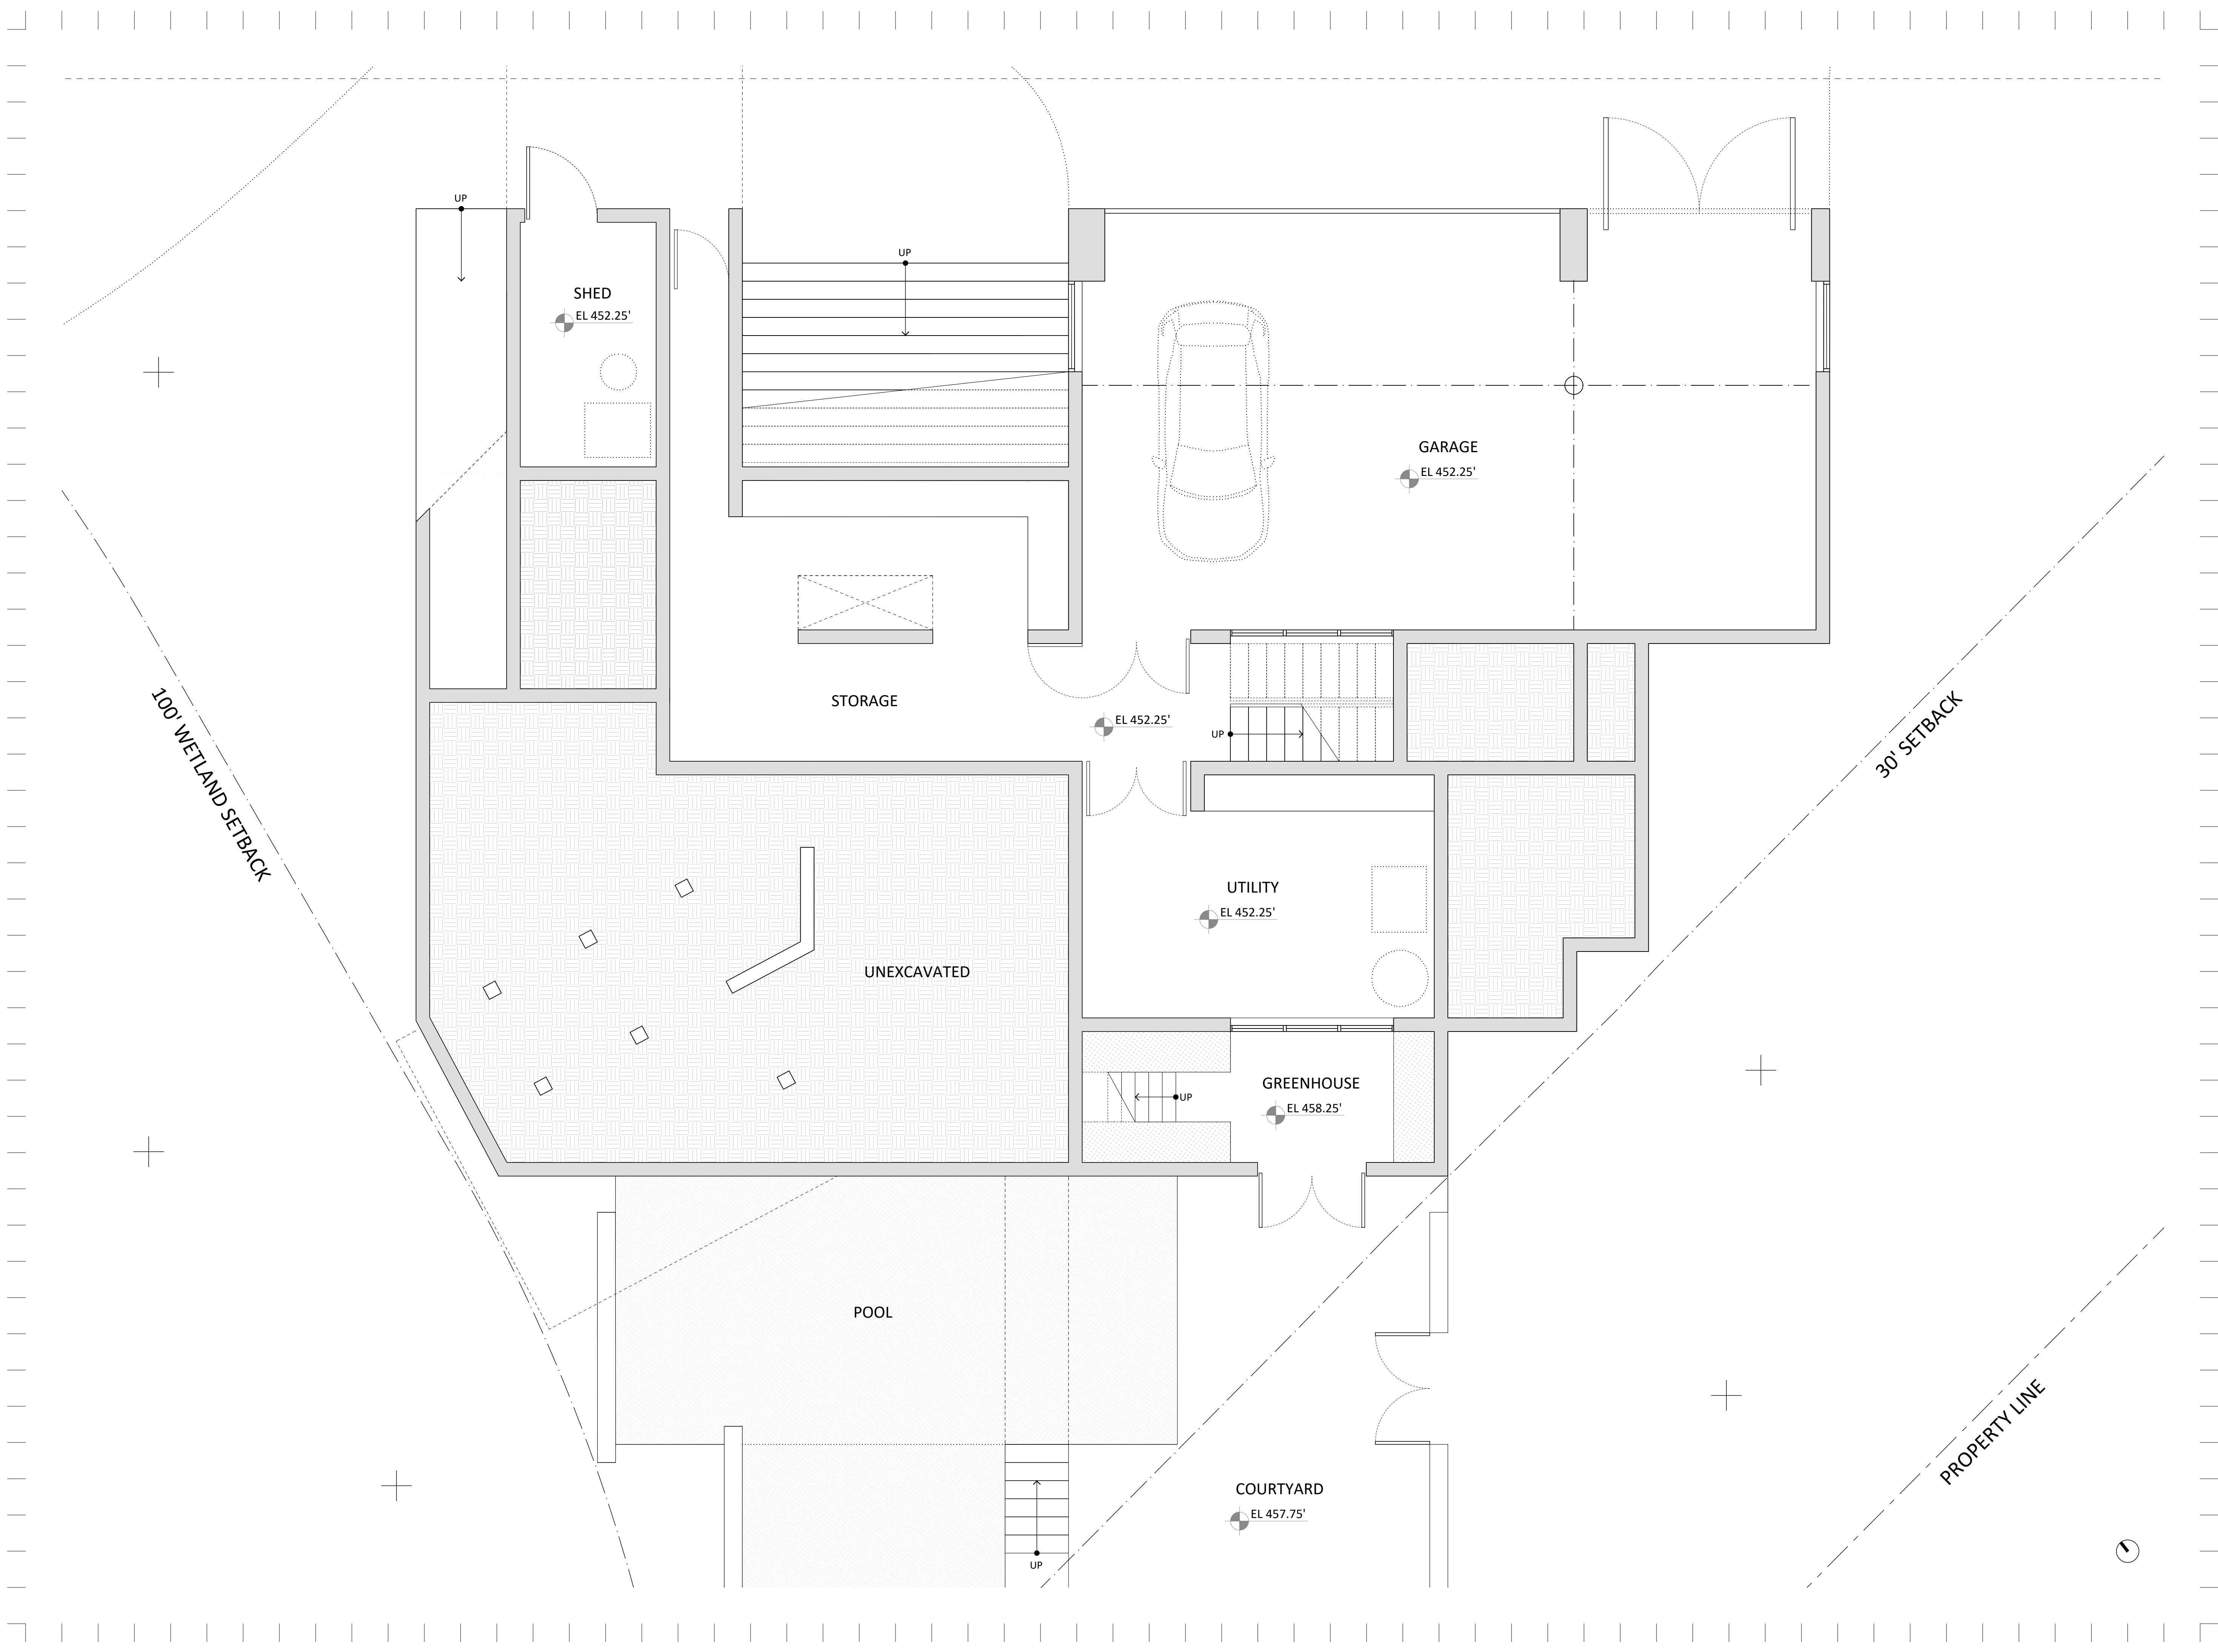 UP
UP
SHED
EL 452.25'
GARAGE
EL 452.25'
STORAGE
EL 452.25'
UP
100' WETLAND SETBACK
30' SETBACK
UTILITY
EL 452.25'
UNEXCAVATED
GREENHOUSE
EL 458.25'
UP
POOL
COURTYARD
EL 457.75'
UP
PROPERTY LINE